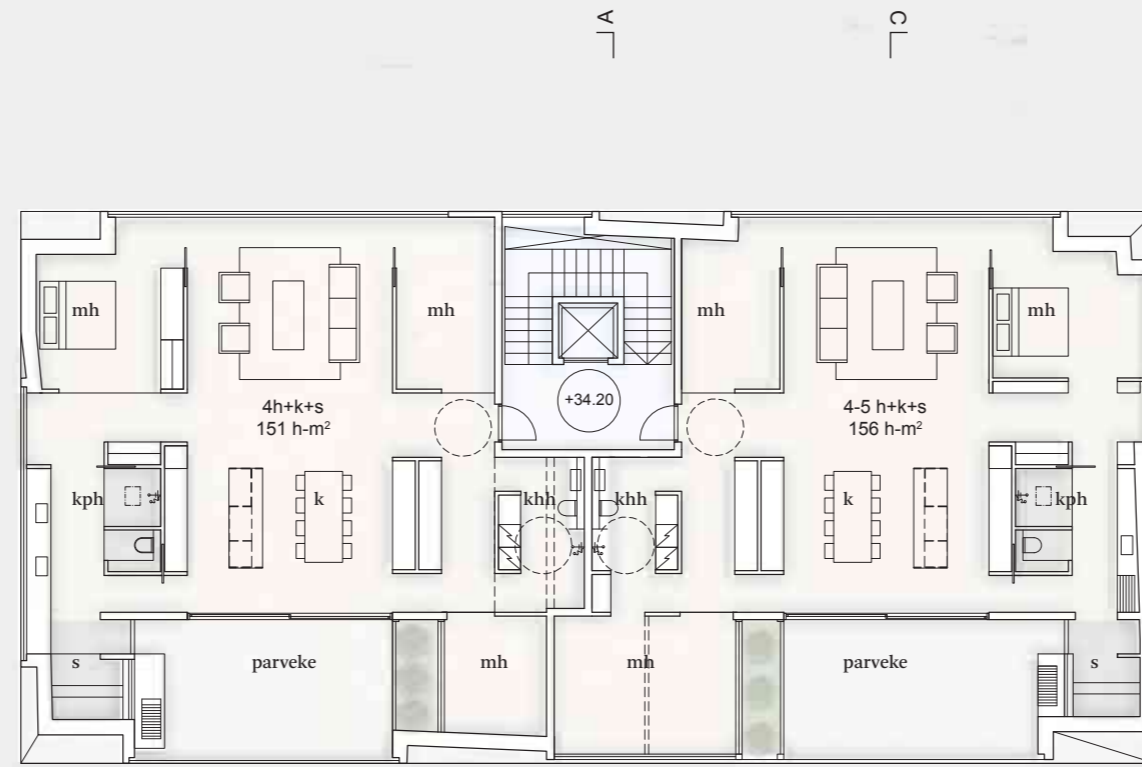 A
C
mh
mh
mh
mh
4h+k+s
151 h-m²
+34.20
4-5 h+k+s
156 h-m²
kph
k
khh
khh
k
kph
s
parveke
mh
mh
parveke
s